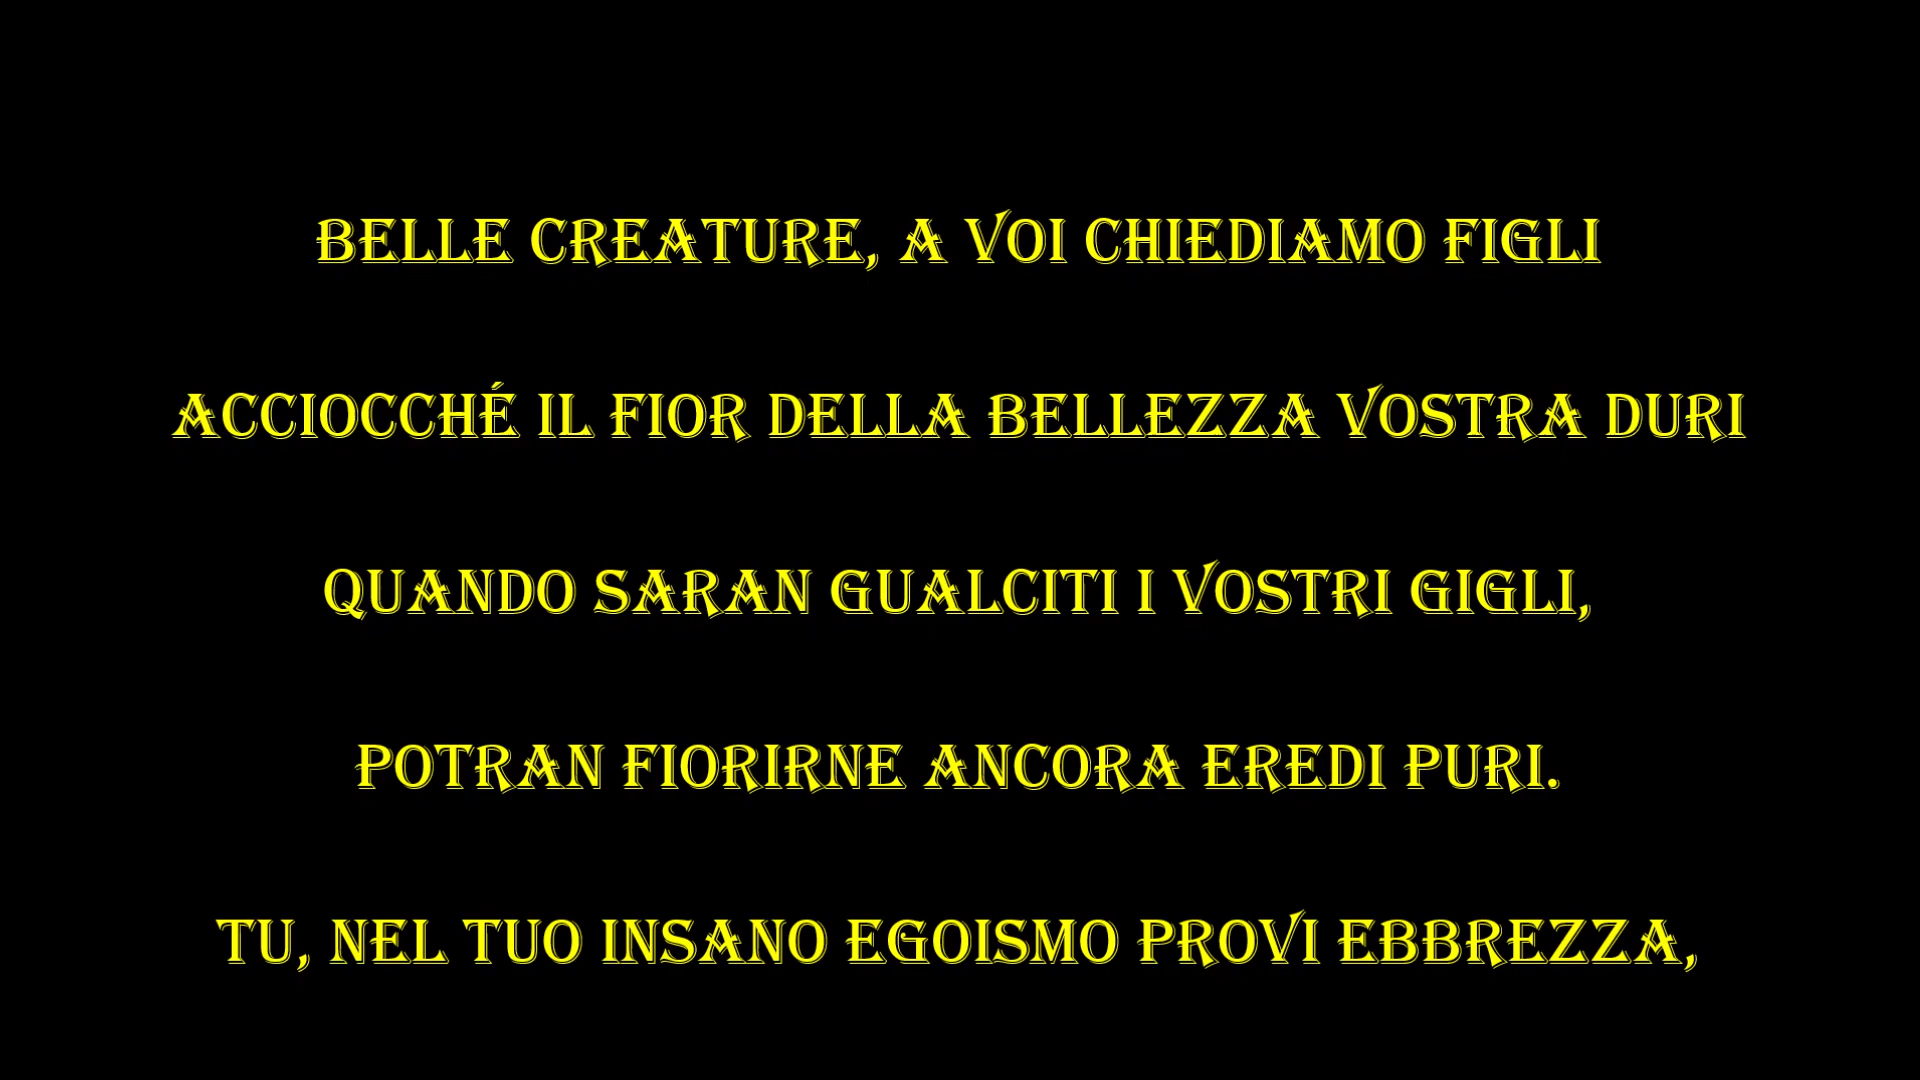 BELLE CREATURE, A VOI CHIEDIAMO FIGLI
ACCIOCCHÉ IL FIOR DELLA BELLEZZA VOSTRA DURI
QUANDO SARAN GUALCITI I VOSTRI GIGLI,
POTRAN FIORIRNE ANCORA EREDI PURI.
TU, NEL TUO INSANO EGOISMO PROVI EBBREZZA,